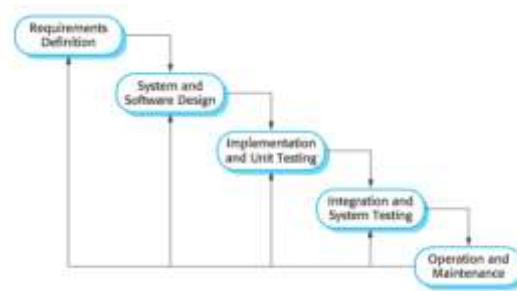 Requirements
Definition
System and
Software Design
Implementation
and Unit Testing
Integration and
System Testing
Operation and
Maintenance